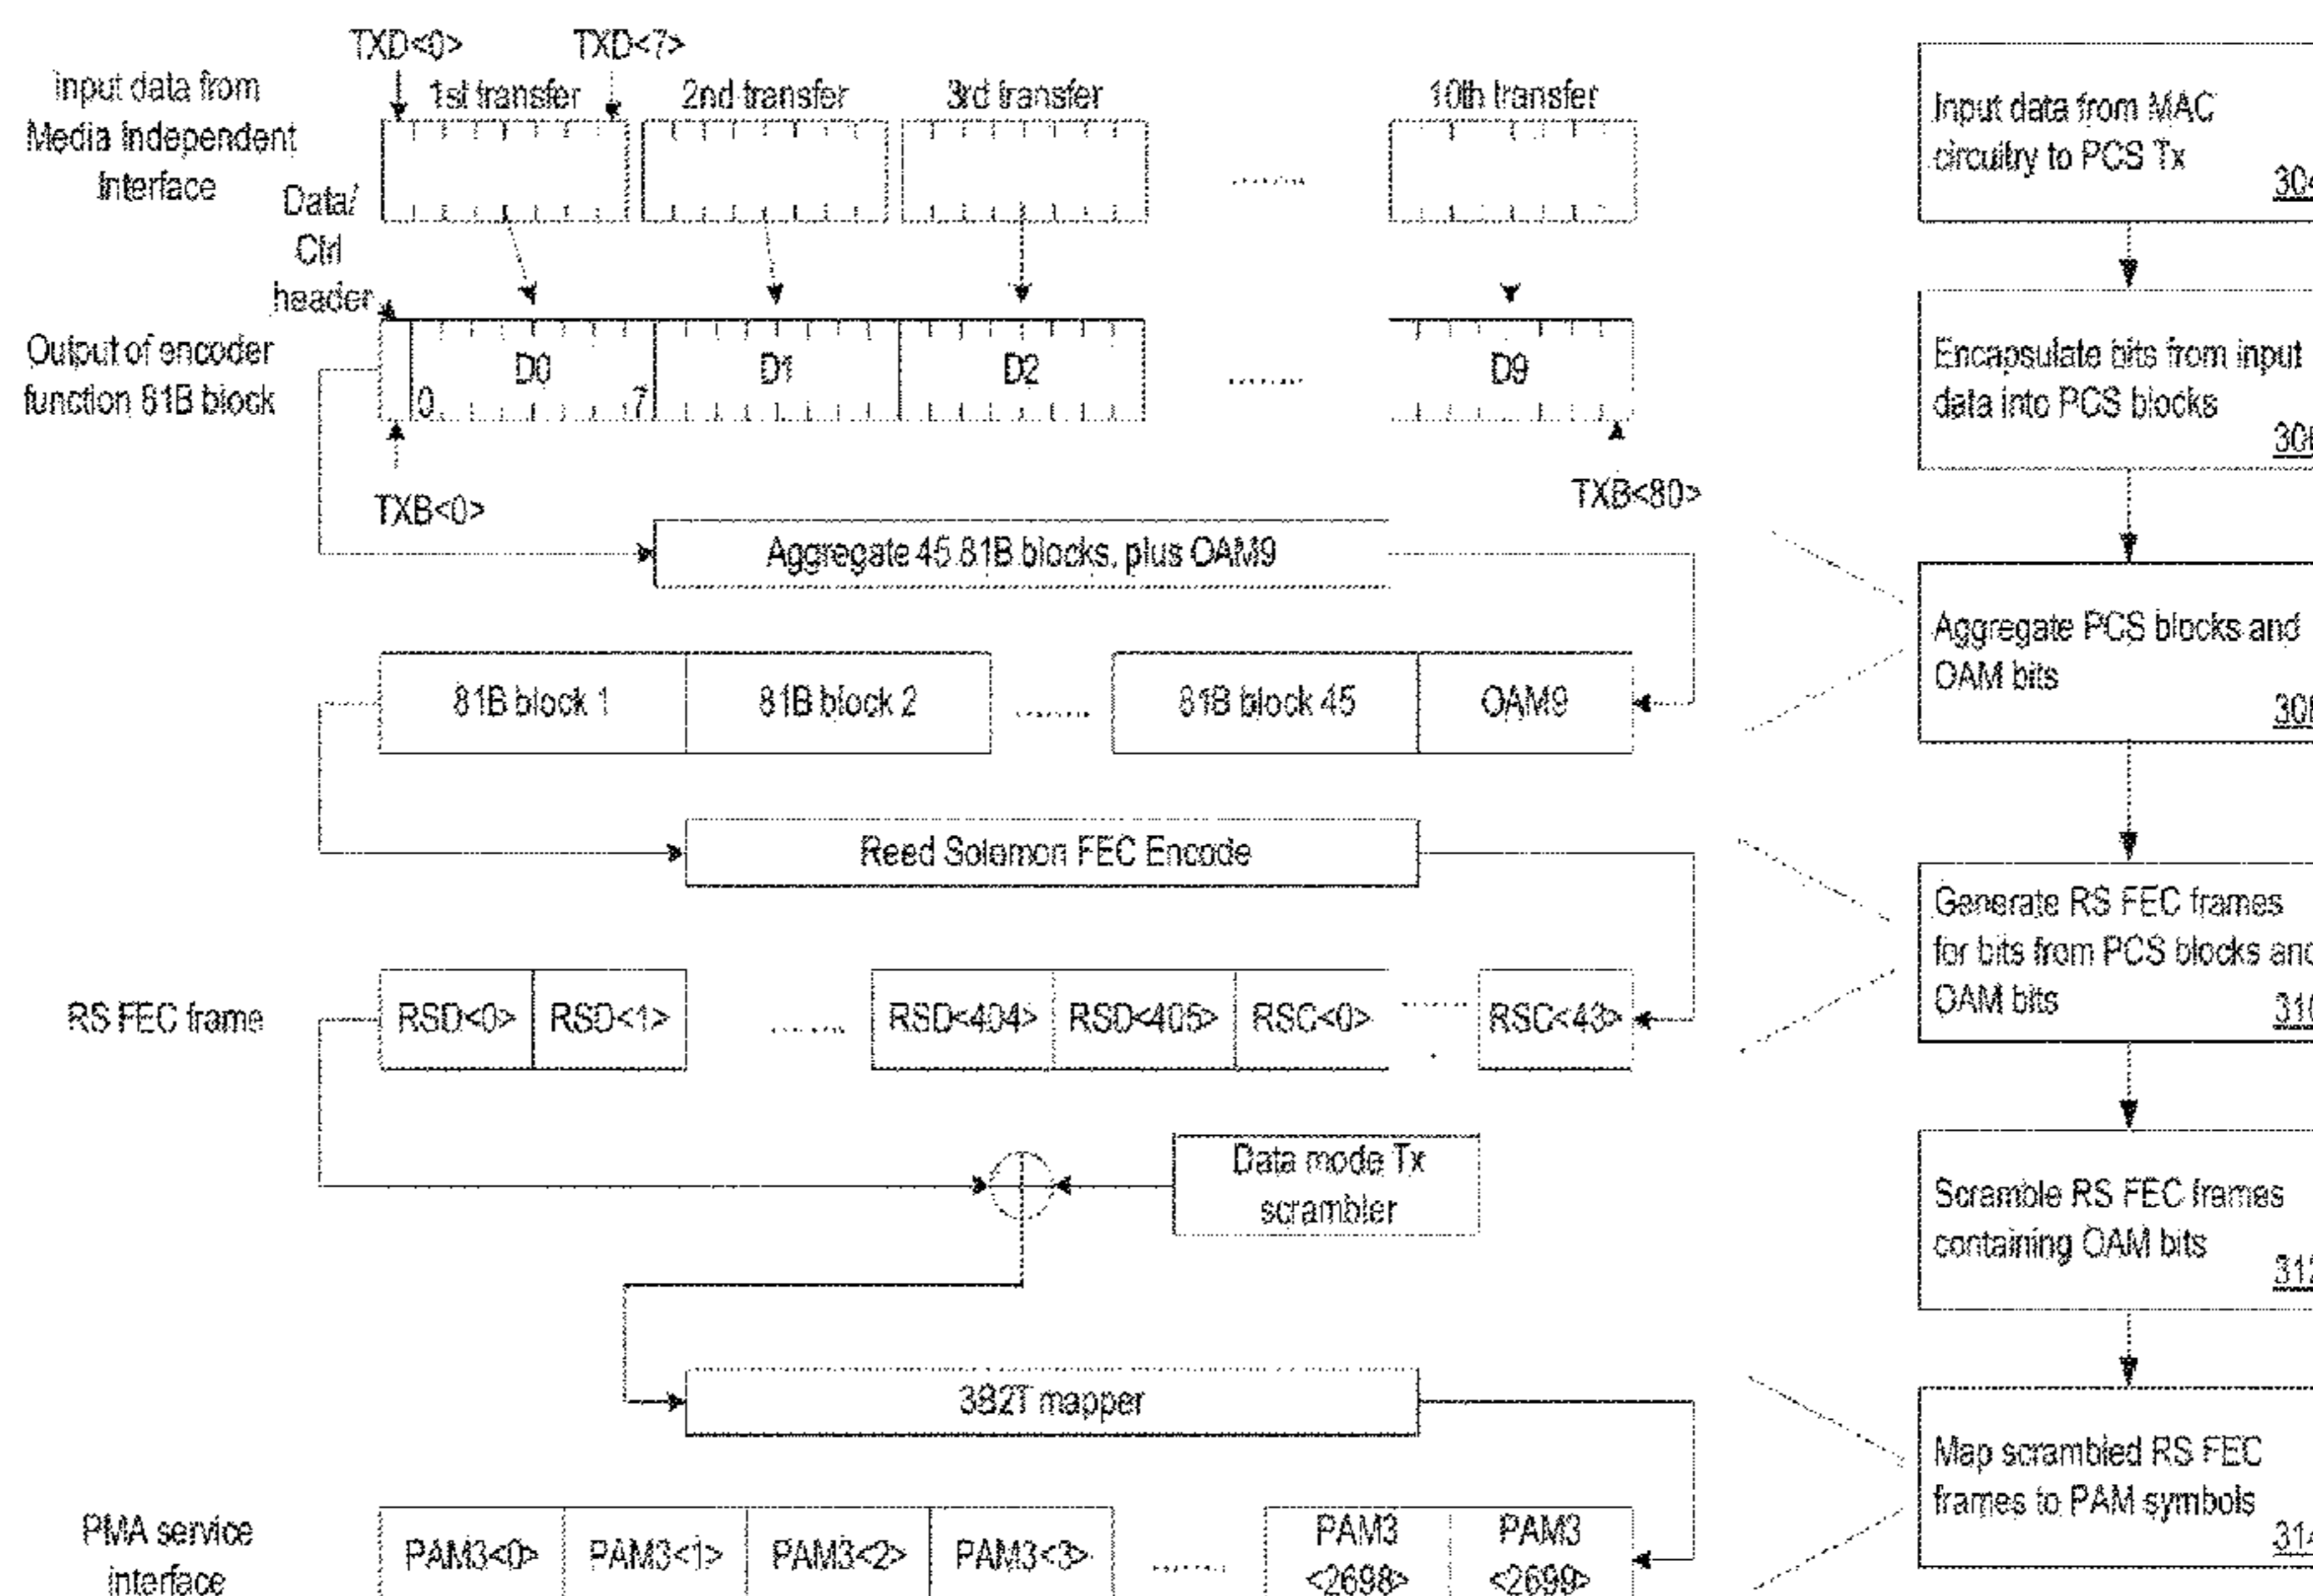 TXD<0>
TXD<7>
Input data from
Media Independent
Interface
1st transfer
2nd transfer
3rd transfer
10th transfer
Data/
Ctrl
header
Output of encoder
function 81B block
D0
D1
D2
D9
0
7
TXB<0>
TXB<80>
Aggregate 45 81B blocks, plus OAM9
81B block 1
81B block 2
81B block 45
OAM9
Reed Solomon FEC Encode
RS FEC frame
RSD<0>
RSD<1>
RSD<404>
RSD<405>
RSC<0>
RSC<43>
Data mode Tx
scrambler
3B2T mapper
PMA service
interface
PAM3<0>
PAM3<1>
PAM3<2>
PAM3<3>
PAM3
<2698>
PAM3
<2699>
Input data from MAC
circuitry to PCS Tx
Encapsulate bits from input
data into PCS blocks
Aggregate PCS blocks and
OAM bits
Generate RS FEC frames
for bits from PCS blocks and
OAM bits
Scramble RS FEC frames
containing OAM bits
Map scrambled RS FEC
frames to PAM symbols